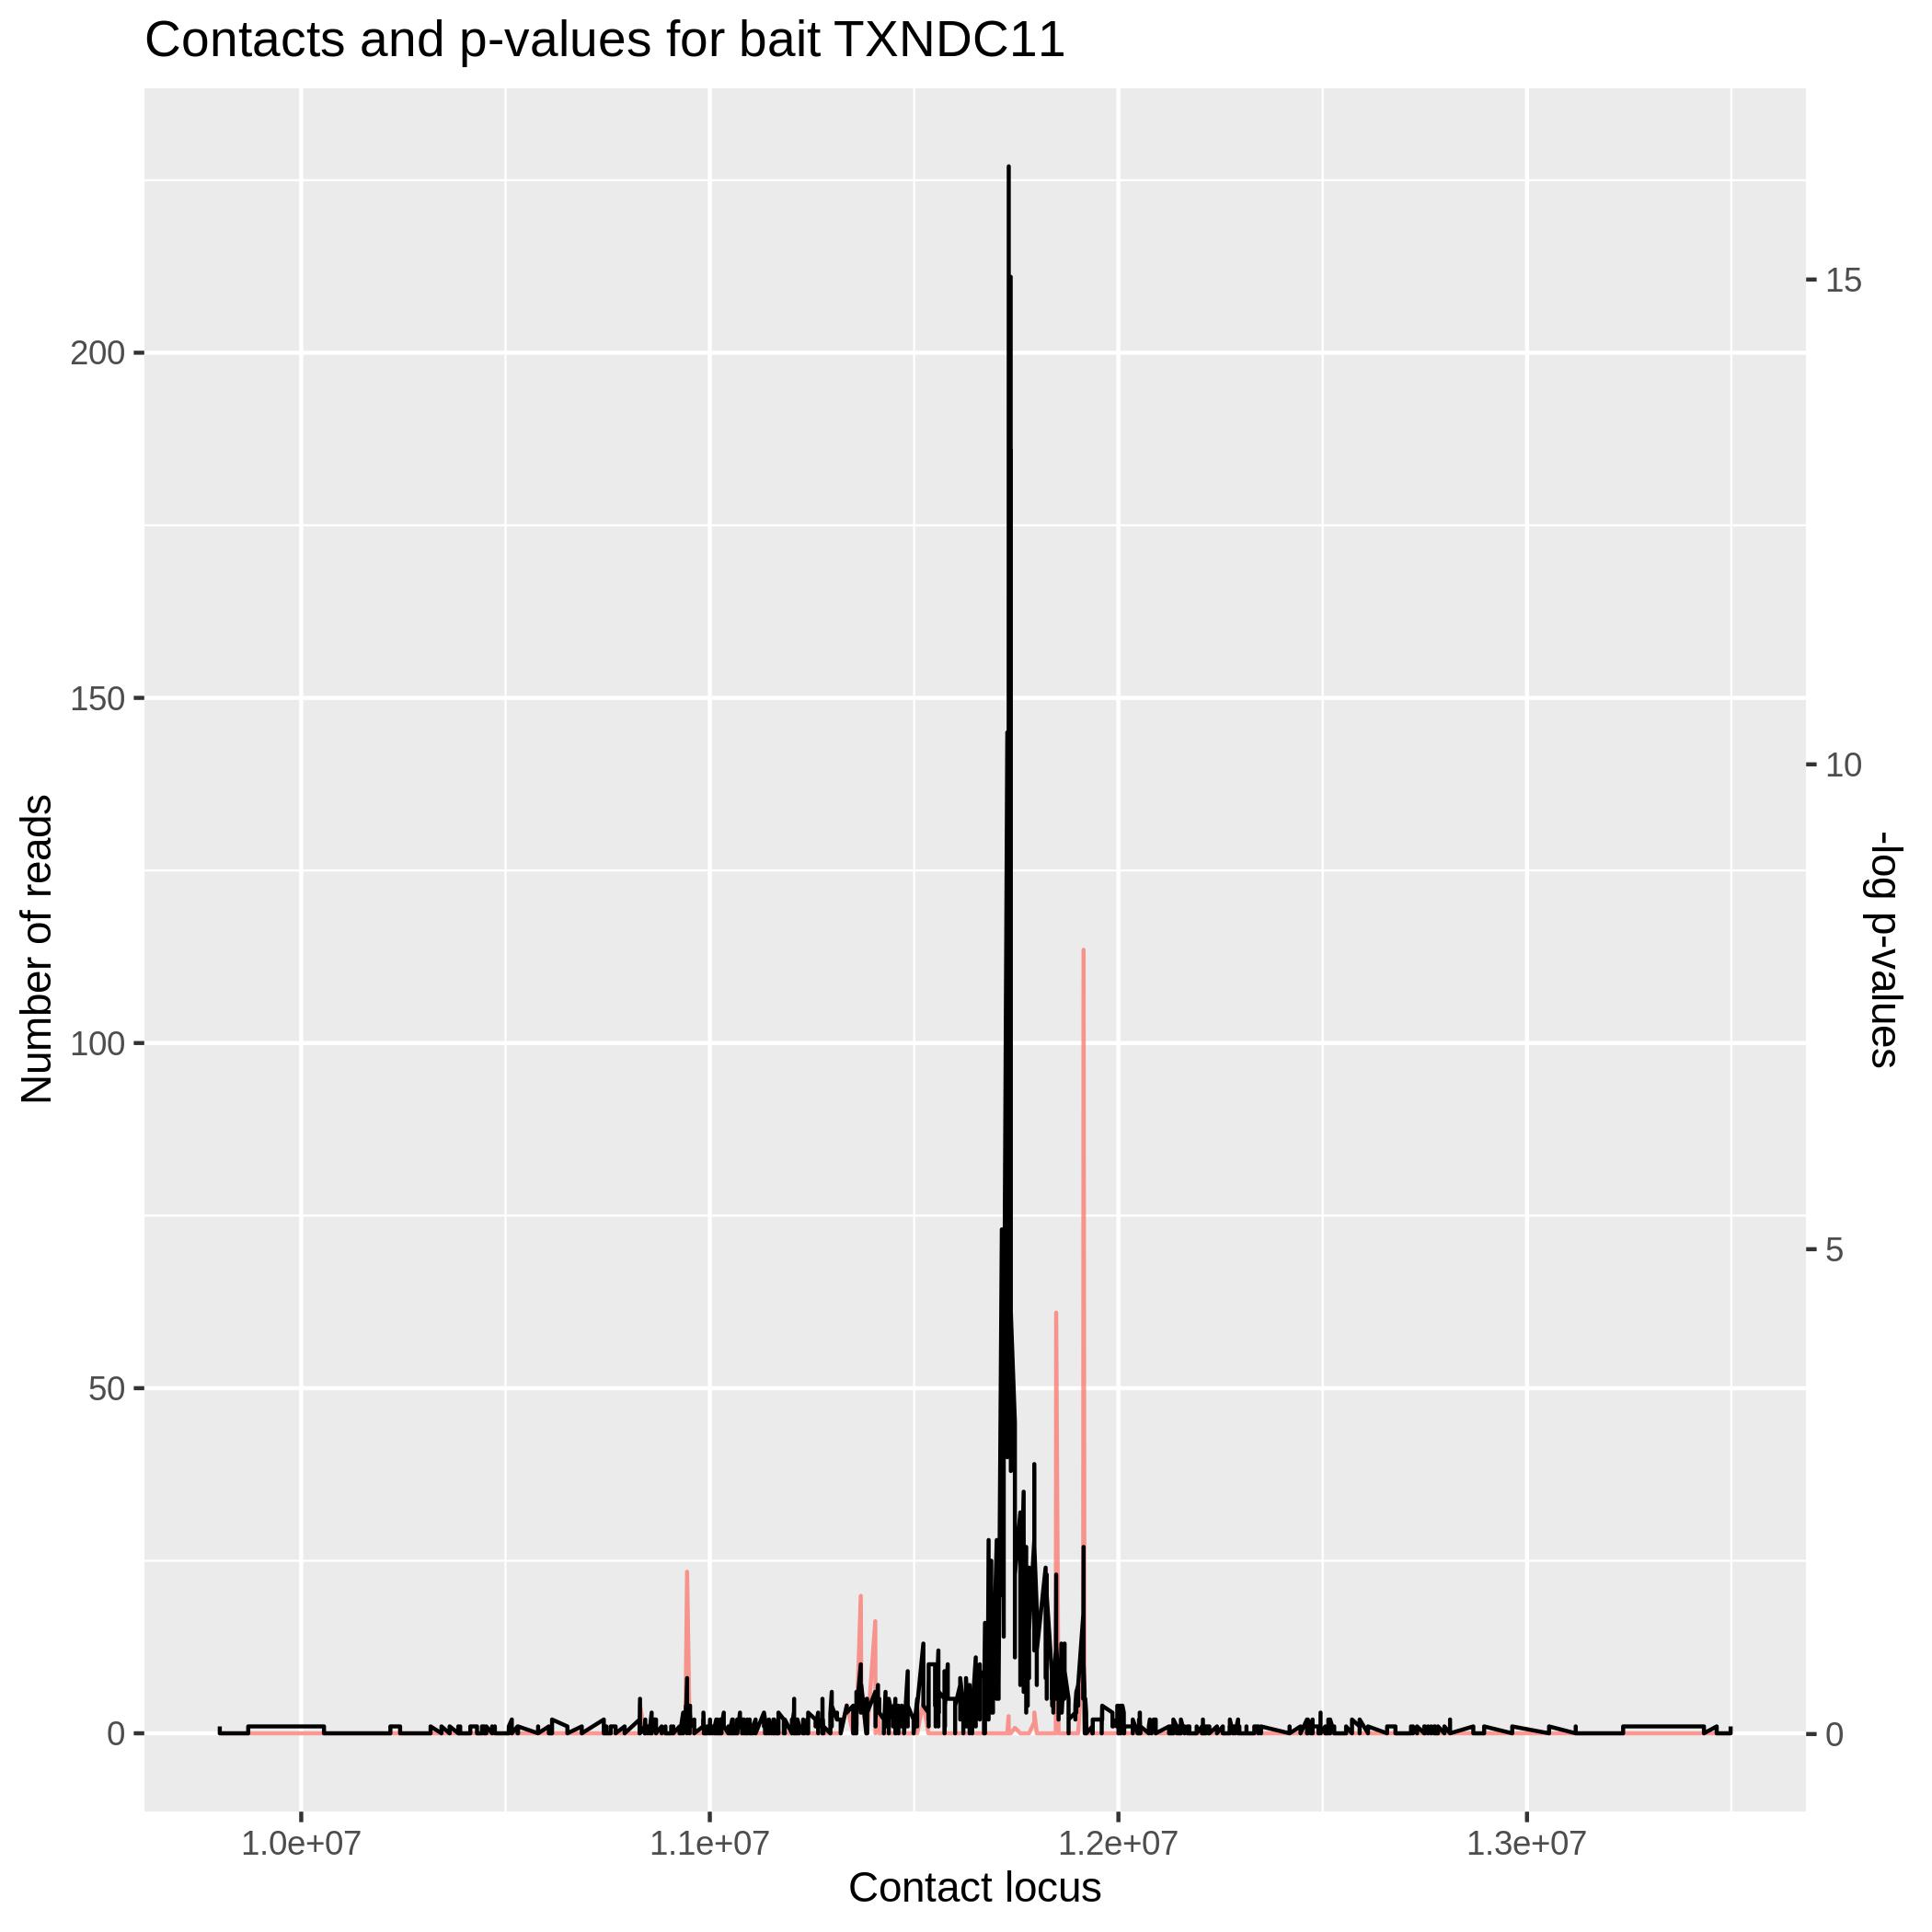 Contacts and p-values for bait TXNDC11
Number of reads
200
150
100
50
0
15
10
5
0
-log p-values
1.0e+07
1.1e+07
1.2e+07
1.3e+07
Contact locus